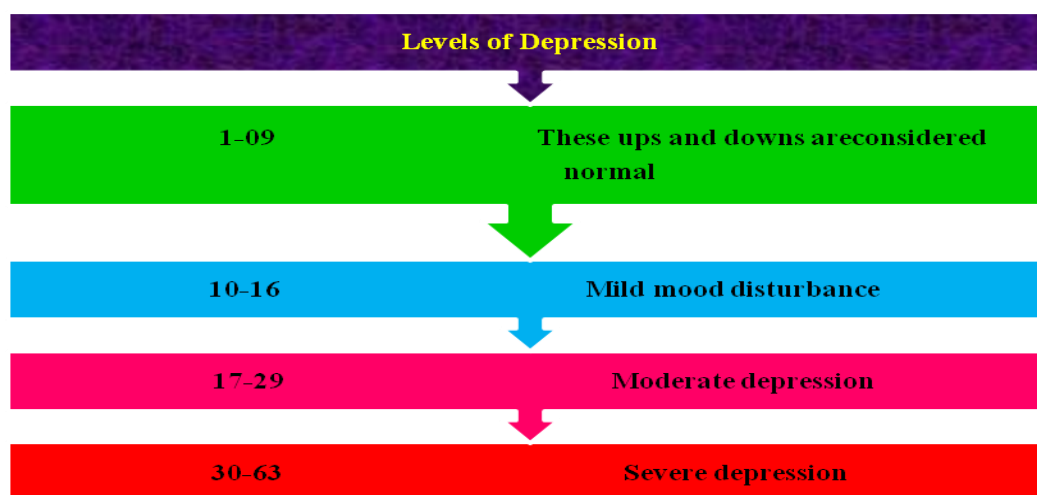 Levels of Depression
1-09
These ups and downs areconsidered
normal
10-16
Mild mood disturbance
17-29
Moderate depression
30-63
Severe depression